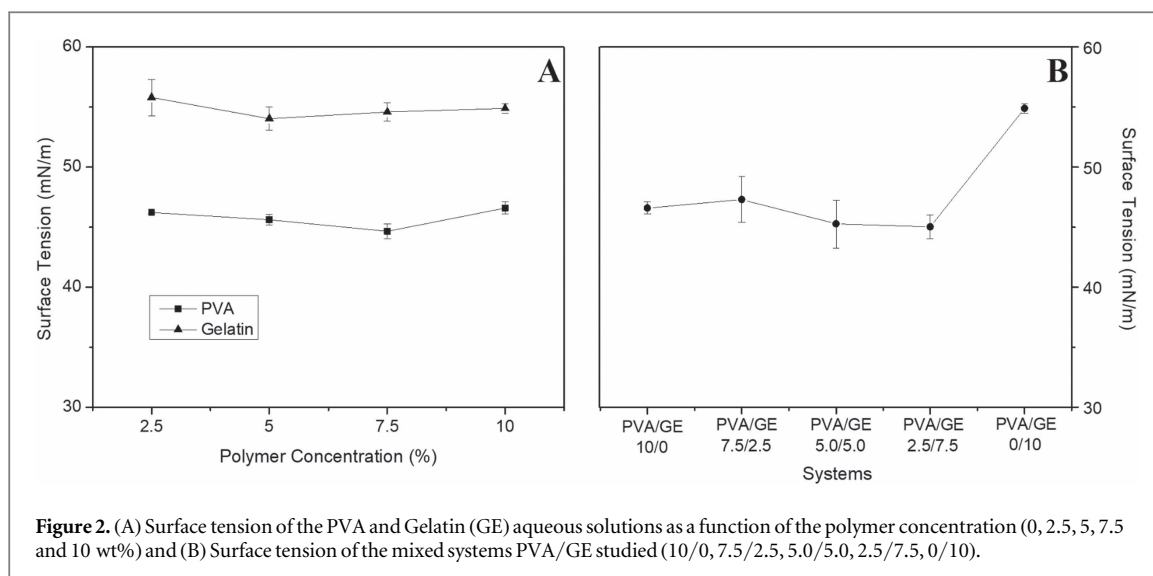 A
B
60
50
40
30
Surface Tension (mN/m)
PVA
Gelatin
2.5
5
7.5
10
Polymer Concentration (%)
60
50
40
30
Surface Tension (mN/m)
PVA/GE
10/0
PVA/GE
7.5/2.5
PVA/GE
5.0/5.0
PVA/GE
2.5/7.5
PVA/GE
0/10
Systems
Figure 2. (A) Surface tension of the PVA and Gelatin (GE) aqueous solutions as a function of the polymer concentration (0, 2.5, 5, 7.5
and 10 wt%) and (B) Surface tension of the mixed systems PVA/GE studied (10/0, 7.5/2.5, 5.0/5.0, 2.5/7.5, 0/10).